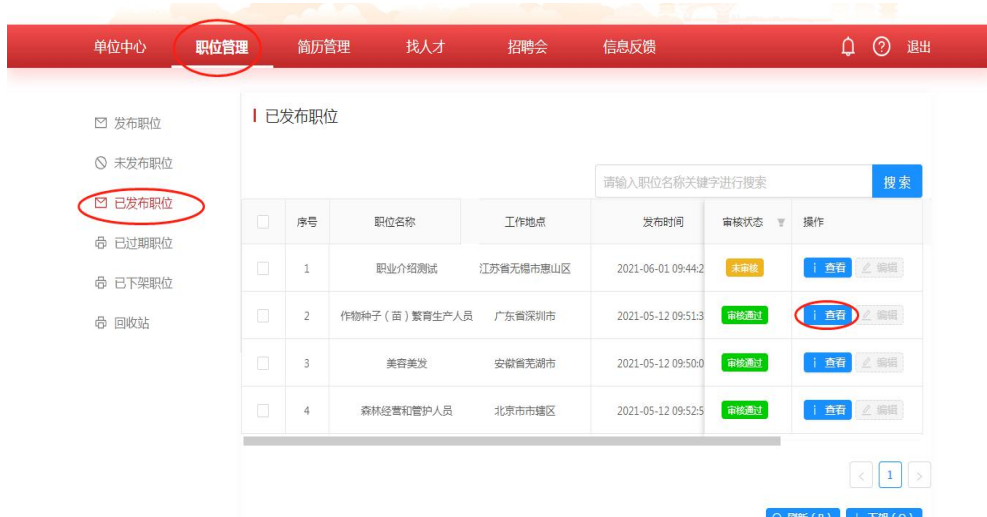 单位中心 职位管理 简历管理 找人才 招聘会 信息反馈 退出
发布职位
未发布职位
已发布职位
已过期职位
已下架职位
回收站
已发布职位
请输入职位名称关键字进行搜索 搜索
序号 职位名称 工作地点 发布时间 审核状态 操作
1 职业介绍测试 江苏省无锡市惠山区 2021-06-01 09:44:2 未审核 查看 编辑
2 作物种子（苗）繁育生产人员 广东省深圳市 2021-05-12 09:51:3 审核通过 查看 编辑
3 美容美发 安徽省芜湖市 2021-05-12 09:50:0 审核通过 查看 编辑
4 森林经营和管护人员 北京市市辖区 2021-05-12 09:52:5 审核通过 查看 编辑
1